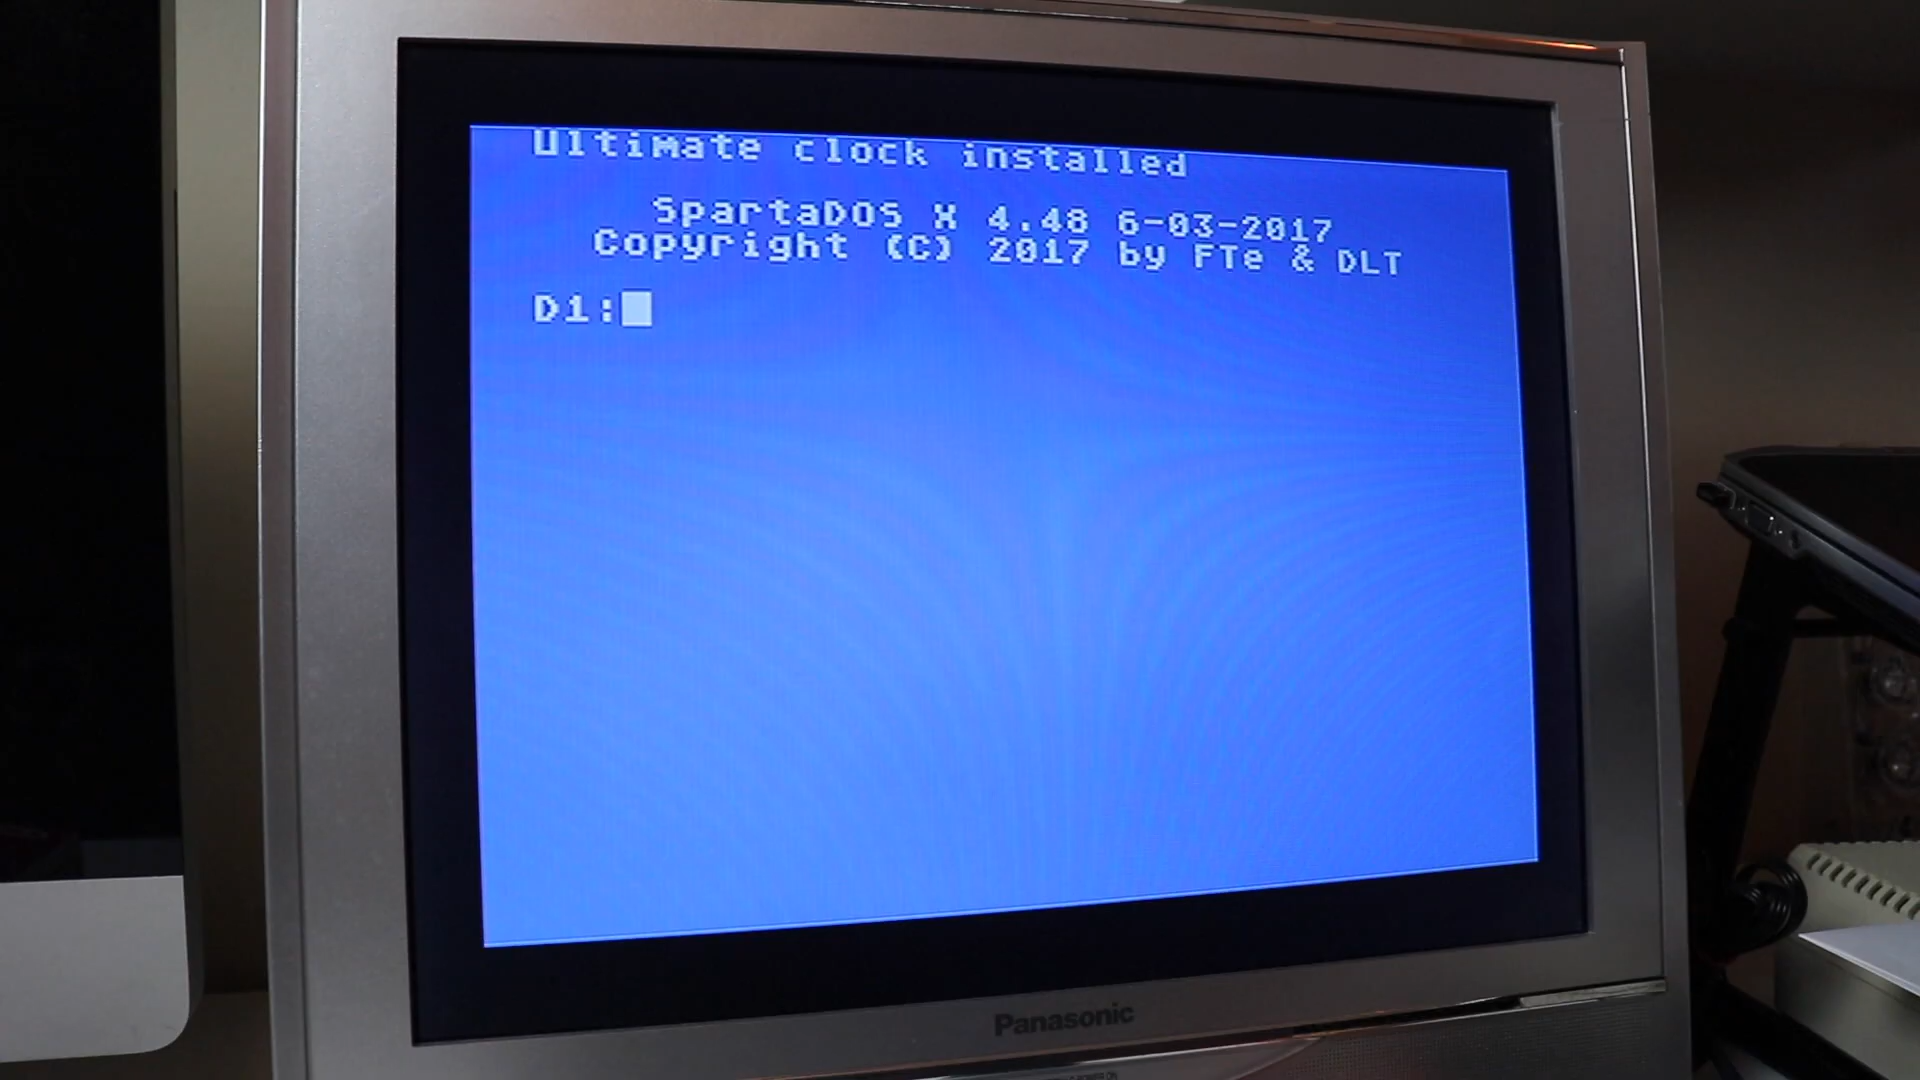 Ultimate clock installed
SpartaDOS X 4.48 6-03-2017
Copyright (C) 2017 by FTe & DLT
D1:
Panasonic